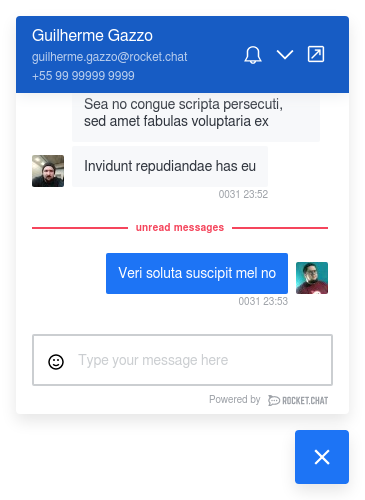 Guilherme Gazzo
guilherme.gazzo@rocket.chat
+55 99 99999 9999
Sea no congue scripta persecuti,
sed amet fabulas voluptaria ex
Invidunt repudiandae has eu
0031 23:52
unread messages
Veri soluta suscipit mel no
0031 23:53
Type your message here
Powered by ROCKET.CHAT